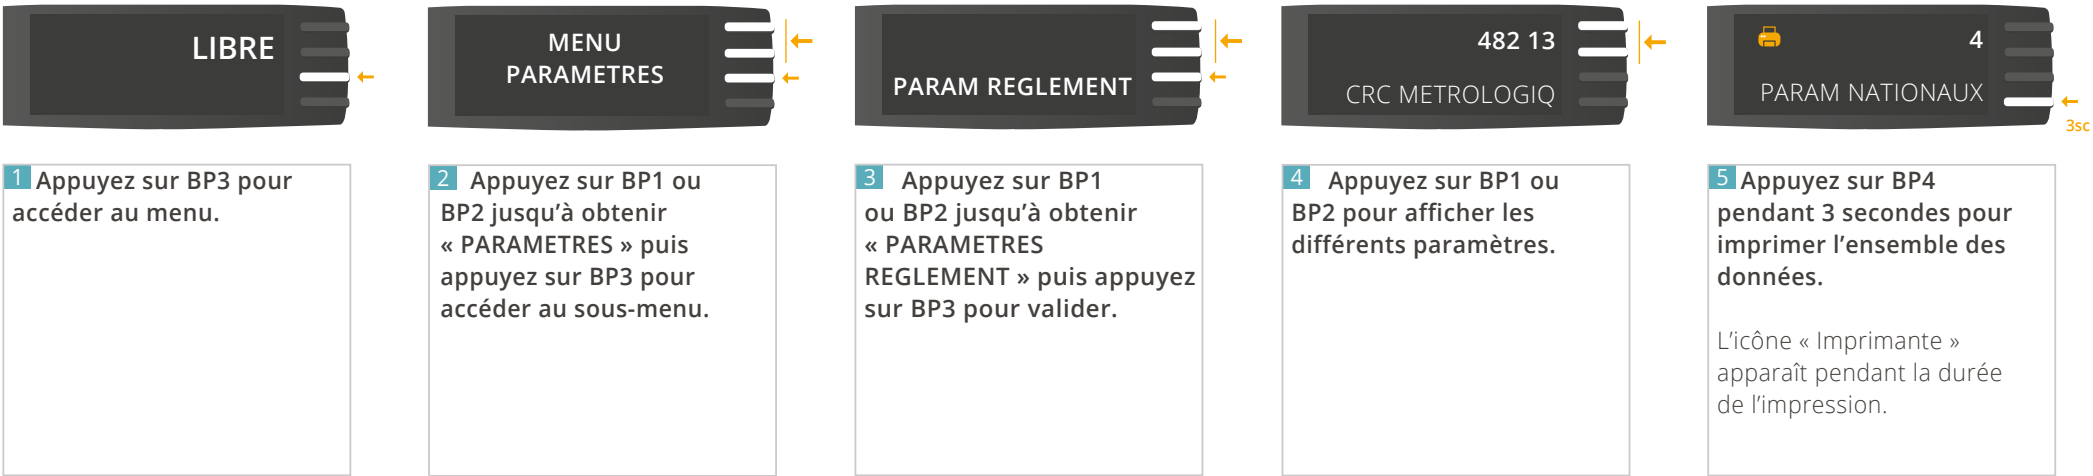 LIBRE
MENU
PARAMETRES
PARAM REGLEMENT
482 13
CRC METROLOGIQ
4
PARAM NATIONAUX
3sc
1 Appuyez sur BP3 pour
accéder au menu.
2 Appuyez sur BP1 ou
BP2 jusqu’à obtenir
« PARAMETRES » puis
appuyez sur BP3 pour
accéder au sous-menu.
3 Appuyez sur BP1
ou BP2 jusqu’à obtenir
« PARAMETRES
REGLEMENT » puis appuyez
sur BP3 pour valider.
4 Appuyez sur BP1 ou
BP2 pour afficher les
différents paramètres.
5 Appuyez sur BP4
pendant 3 secondes pour
imprimer l’ensemble des
données.
L’icône « Imprimante »
apparaît pendant la durée
de l’impression.